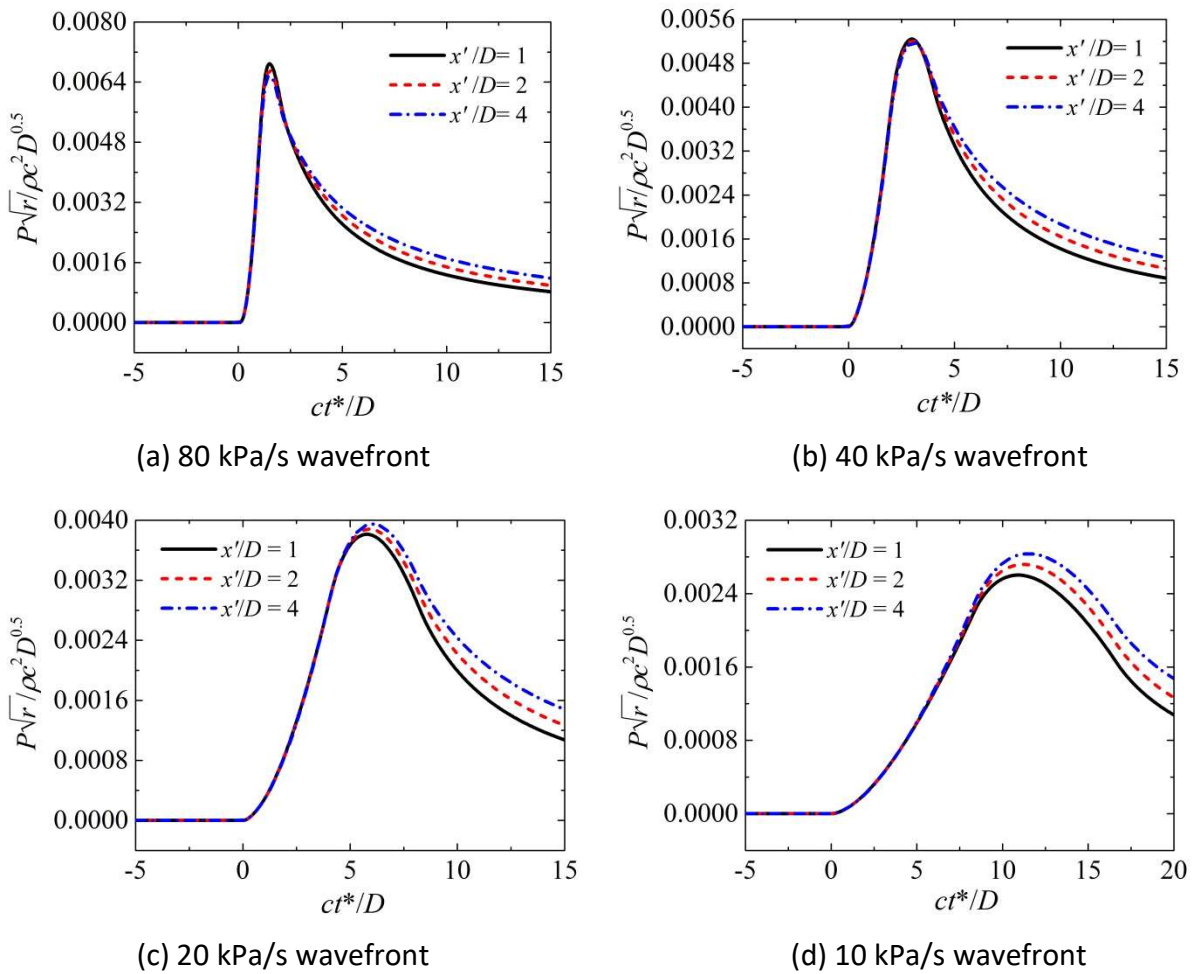 0.0080
0.0064
0.0048
0.0032
0.0016
0.0000
P√r/ρc²D^0.5
x'/D= 1
x'/D= 2
x'/D= 4
-5 0 5 10 15
ct*/D
(a) 80 kPa/s wavefront
0.0056
0.0048
0.0040
0.0032
0.0024
0.0016
0.0008
0.0000
P√r/ρc²D^0.5
x'/D= 1
x'/D= 2
x'/D= 4
-5 0 5 10 15
ct*/D
(b) 40 kPa/s wavefront
0.0040
0.0032
0.0024
0.0016
0.0008
0.0000
P√r/ρc²D^0.5
x'/D = 1
x'/D = 2
x'/D = 4
-5 0 5 10 15
ct*/D
(c) 20 kPa/s wavefront
0.0032
0.0024
0.0016
0.0008
0.0000
P√r/ρc²D^0.5
x'/D = 1
x'/D = 2
x'/D = 4
-5 0 5 10 15 20
ct*/D
(d) 10 kPa/s wavefront